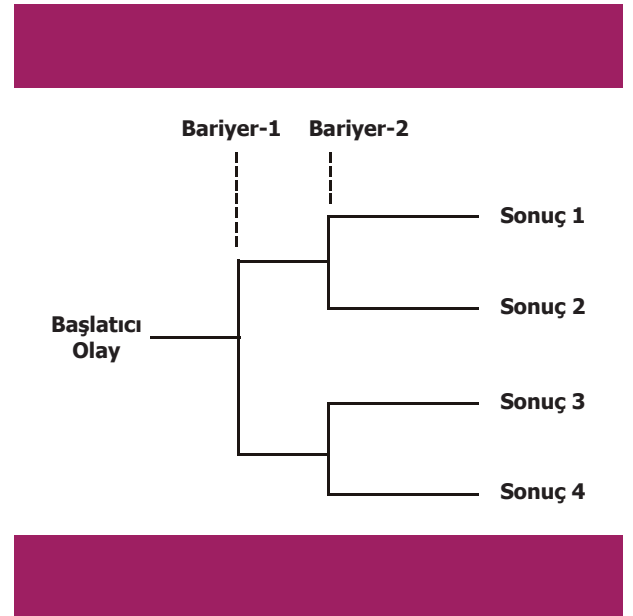 Bariyer-1 Bariyer-2
Sonuç 1
Sonuç 2
Başlatıcı
Olay
Sonuç 3
Sonuç 4